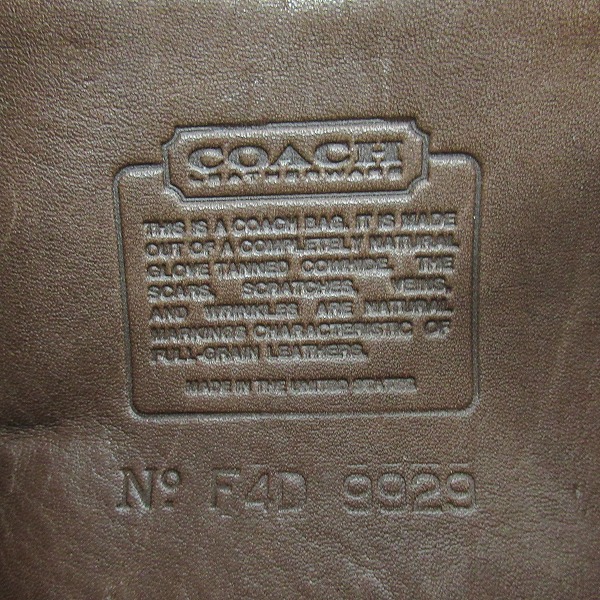 COACH
LEATHERWARE
THIS IS A COACH BAG. IT IS MADE
OUT OF A COMPLETELY NATURAL
GLOVE TANNED COWHIDE. THE
SCARS, SCRATCHES, VEINS,
AND WRINKLES ARE NATURAL
MARKINGS CHARACTERISTIC OF
FULL-GRAIN LEATHERS.
MADE IN THE UNITED STATES
Nº F4D 9929